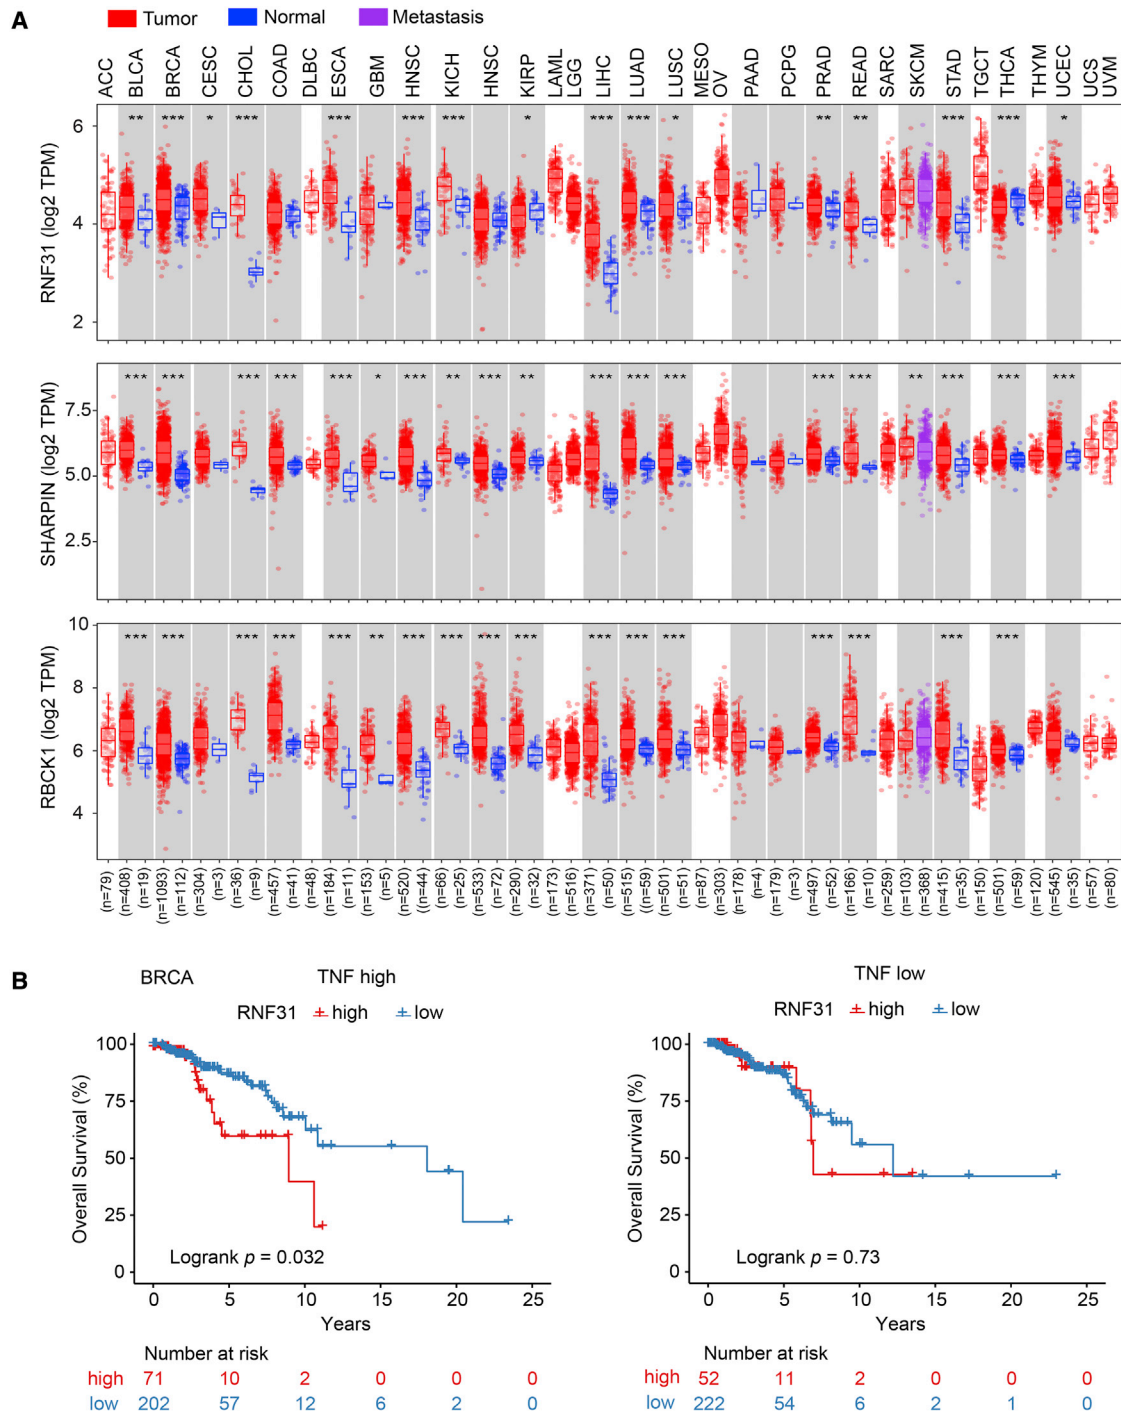 A
Tumor Normal Metastasis
ACC BLCA BRCA CESC CHOL COAD DLBC ESCA GBM HNSC KICH HNSC KIRP LAML LGG LIHC LUAD LUSC MESO OV PAAD PCPG PRAD READ SARC SKCM STAD TGCT THCA THYM UCEC UCS UVM
RNF31 (log2 TPM)
** *** * *** *** *** *** * *** *** * ** ** *** *** *
6
4
2
SHARPIN (log2 TPM)
*** *** *** *** *** * *** ** *** ** *** *** *** *** *** ** *** *** ***
7.5
5.0
2.5
RBCK1 (log2 TPM)
*** *** *** *** *** ** *** *** *** *** *** *** *** *** *** *** ***
10
8
6
4
(n=79) (n=408) (n=19) (n=1093) (n=112) (n=304) (n=3) (n=36) (n=9) (n=457) (n=41) (n=48) (n=184) (n=11) (n=153) (n=5) (n=520) ((n=44) (n=66) (n=25) (n=533) (n=72) (n=290) (n=32) (n=173) (n=516) (n=371) (n=50) (n=515) ((n=59) (n=501) (n=51) (n=87) (n=303) (n=178) (n=4) (n=179) (n=3) (n=497) (n=52) (n=166) (n=10) (n=259) (n=103) (n=368) (n=415) (n=35) (n=150) (n=501) (n=59) (n=120) (n=545) (n=35) (n=57) (n=80)
B
BRCA TNF high
RNF31 high low
Overall Survival (%)
100
75
50
25
0
Logrank p = 0.032
0 5 10 15 20 25
Years
Number at risk
high 71 10 2 0 0 0
low 202 57 12 6 2 0
TNF low
RNF31 high low
Overall Survival (%)
100
75
50
25
0
Logrank p = 0.73
0 5 10 15 20 25
Years
Number at risk
high 52 11 2 0 0 0
low 222 54 6 2 1 0